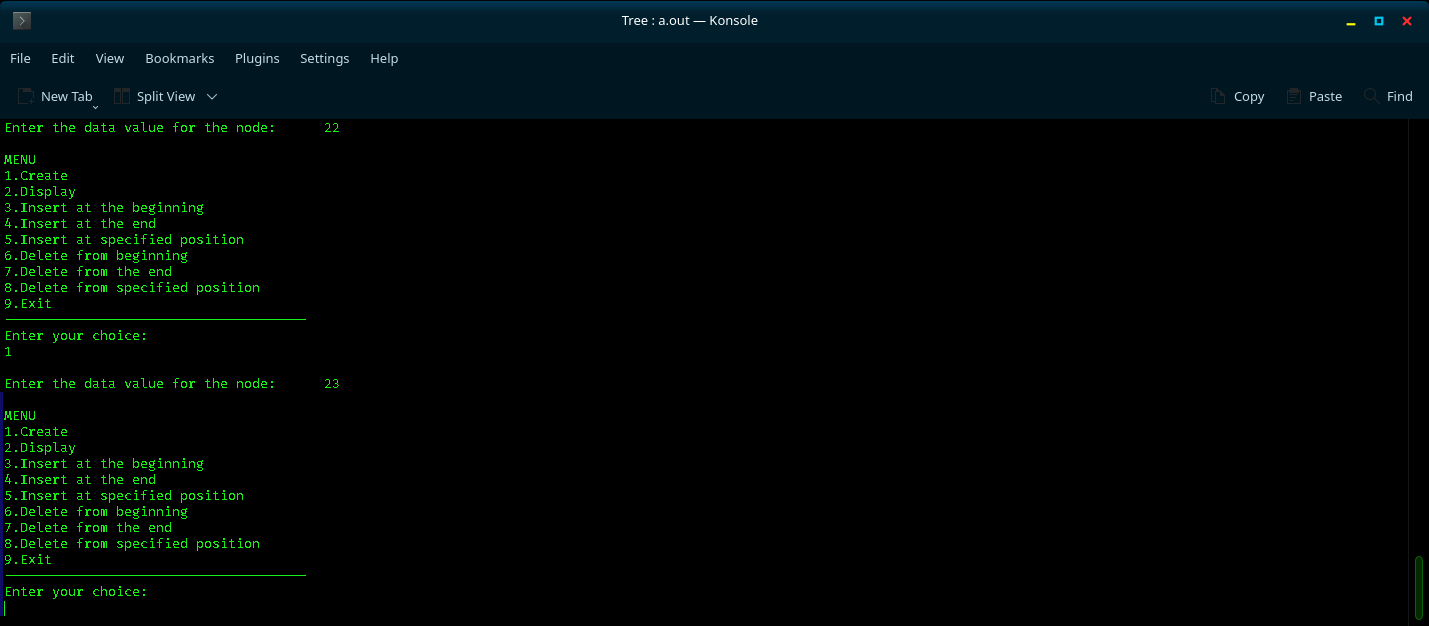 Tree : a.out — Konsole
File Edit View Bookmarks Plugins Settings Help
New Tab Split View Copy Paste Find
Enter the data value for the node: 22
MENU
1.Create
2.Display
3.Insert at the beginning
4.Insert at the end
5.Insert at specified position
6.Delete from beginning
7.Delete from the end
8.Delete from specified position
9.Exit
Enter your choice:
1
Enter the data value for the node: 23
MENU
1.Create
2.Display
3.Insert at the beginning
4.Insert at the end
5.Insert at specified position
6.Delete from beginning
7.Delete from the end
8.Delete from specified position
9.Exit
Enter your choice: